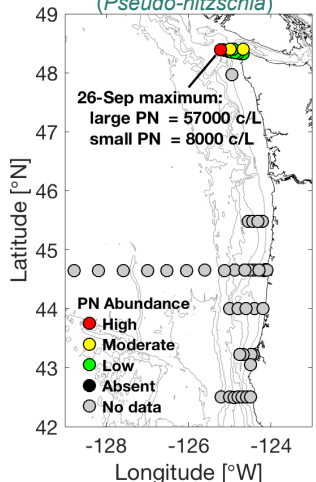 (Pseudo-nitzschia)
49
48
47
46
45
44
43
42
Latitude [°N]
26-Sep maximum:
large PN = 57000 c/L
small PN = 8000 c/L
PN Abundance
High
Moderate
Low
Absent
No data
-128
-126
-124
Longitude [°W]